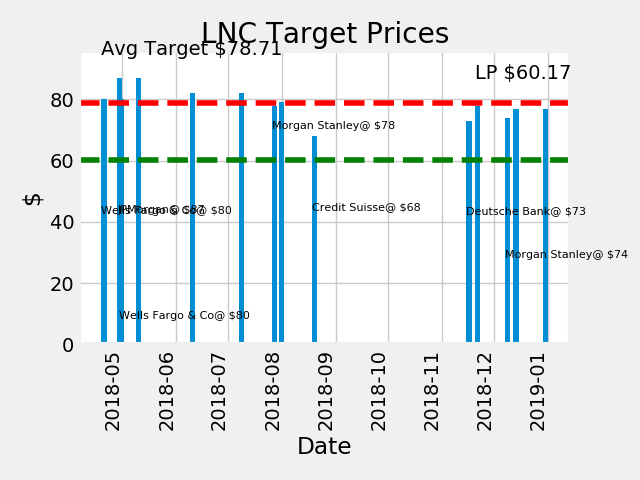 LNC Target Prices
Avg Target $78.71
LP $60.17
80
60
40
20
0
$
Morgan Stanley@ $78
Wells Fargo & Co@ $80
Credit Suisse@ $68
Deutsche Bank@ $73
Morgan Stanley@ $74
Wells Fargo & Co@ $80
2018-05
2018-06
2018-07
2018-08
2018-09
2018-10
2018-11
2018-12
2019-01
Date